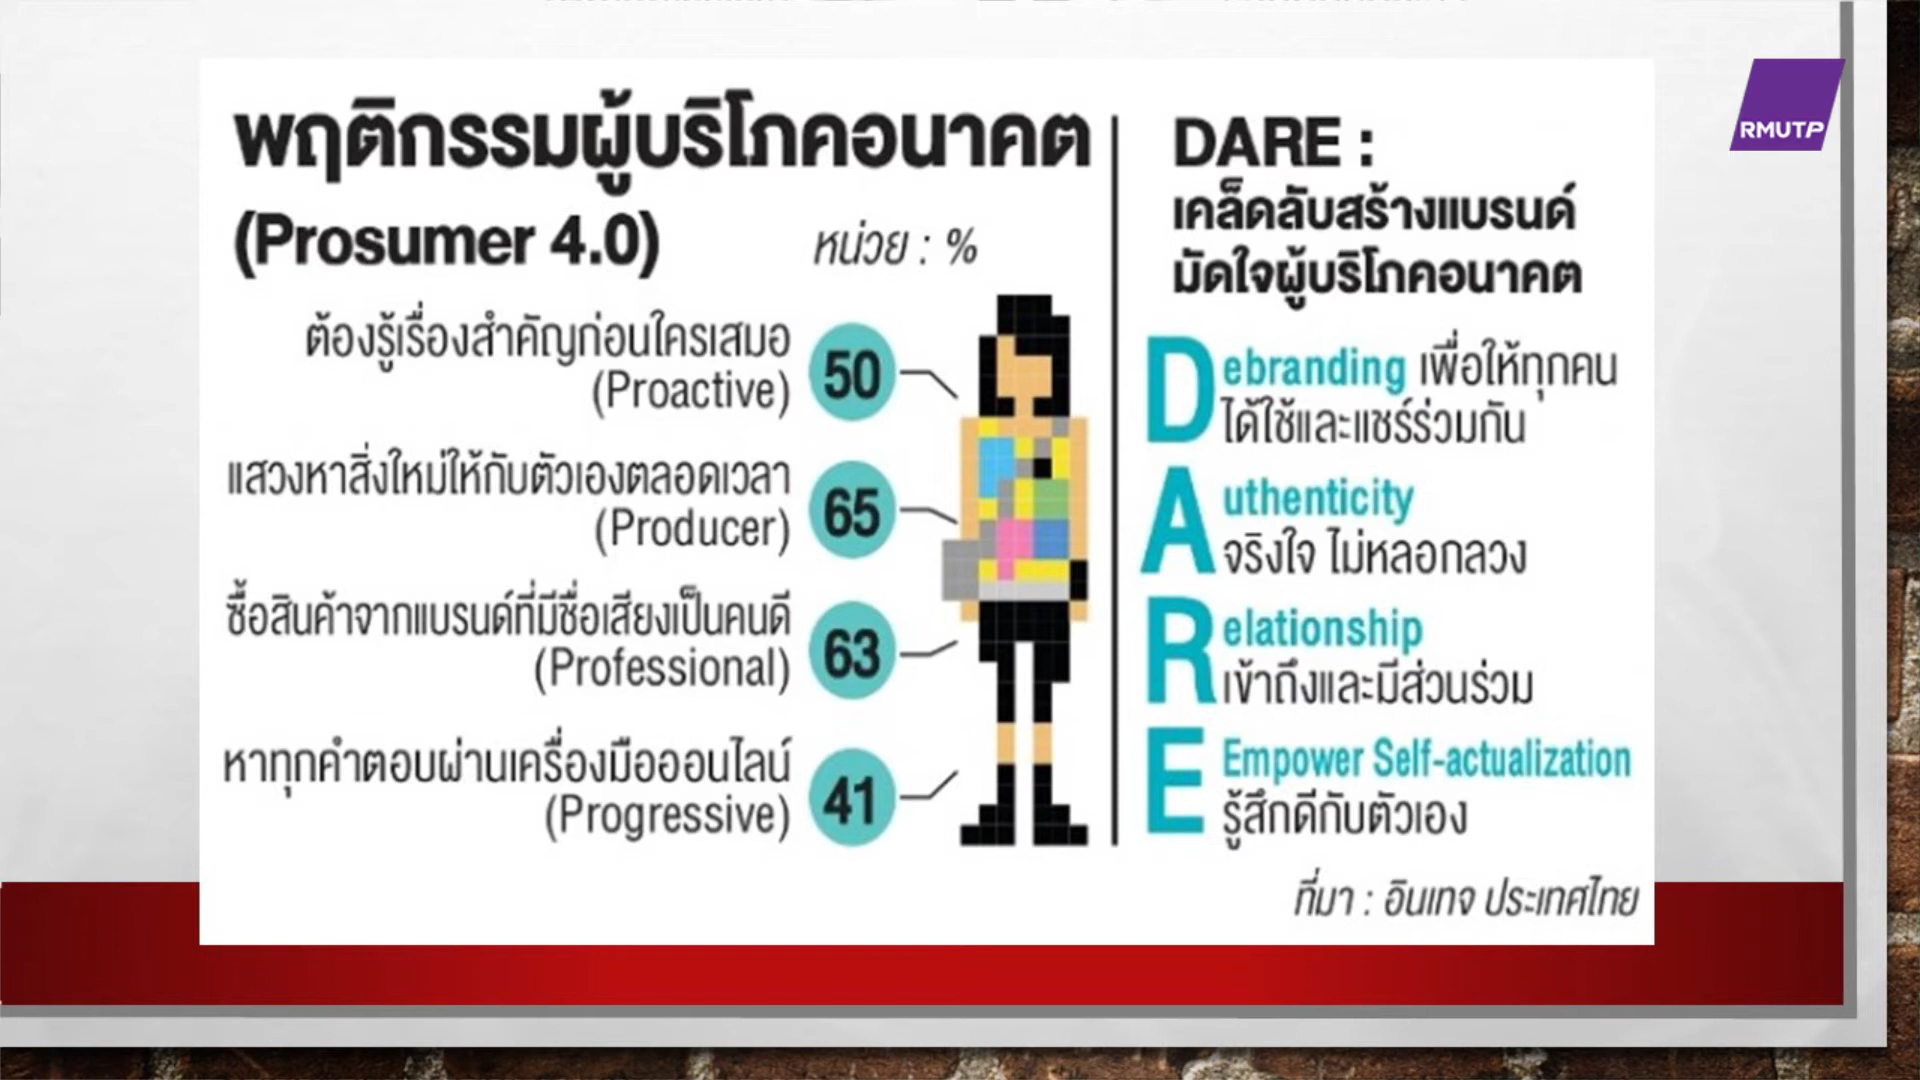 พฤติกรรมผู้บริโภคอนาคต
(Prosumer 4.0)
หน่วย : %
ต้องรู้เรื่องสำคัญก่อนใครเสมอ
(Proactive)
50
แสวงหาสิ่งใหม่ให้กับตัวเองตลอดเวลา
(Producer)
65
ซื้อสินค้าจากแบรนด์ที่มีชื่อเสียงเป็นคนดี
(Professional)
63
หาทุกคำตอบผ่านเครื่องมือออนไลน์
(Progressive)
41
DARE :
เคล็ดลับสร้างแบรนด์
มัดใจผู้บริโภคอนาคต
Debranding เพื่อให้ทุกคน
ได้ใช้และแชร์ร่วมกัน
Authenticity
จริงใจ ไม่หลอกลวง
Relationship
เข้าถึงและมีส่วนร่วม
E Empower Self-actualization
รู้สึกดีกับตัวเอง
ที่มา : อินเทจ ประเทศไทย
RMUTP